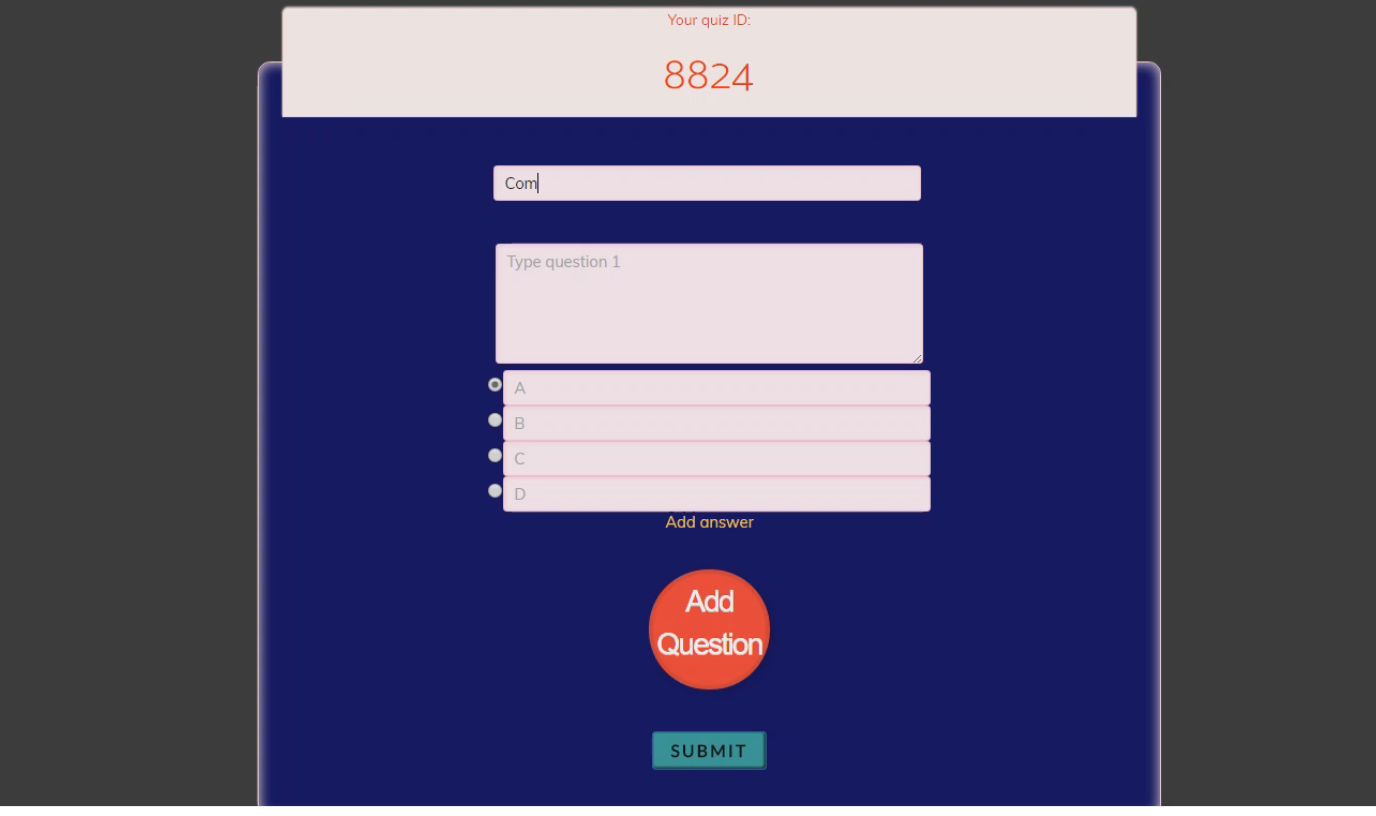 Your quiz ID:
8824
Com
Type question 1
A
B
C
D
Add answer
Add
Question
SUBMIT